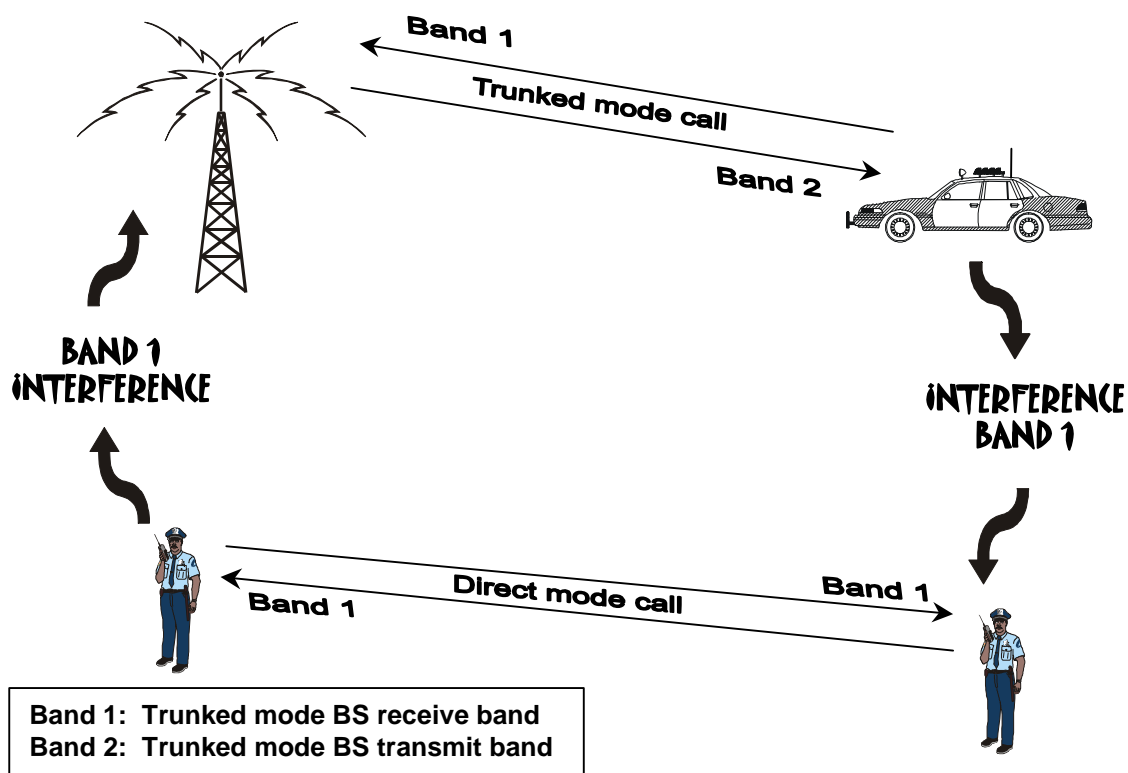 Band 1
Trunked mode call
Band 2
BAND 1
INTERFERENCE
INTERFERENCE
BAND 1
Direct mode call
Band 1
Band 1
Band 1: Trunked mode BS receive band
Band 2: Trunked mode BS transmit band